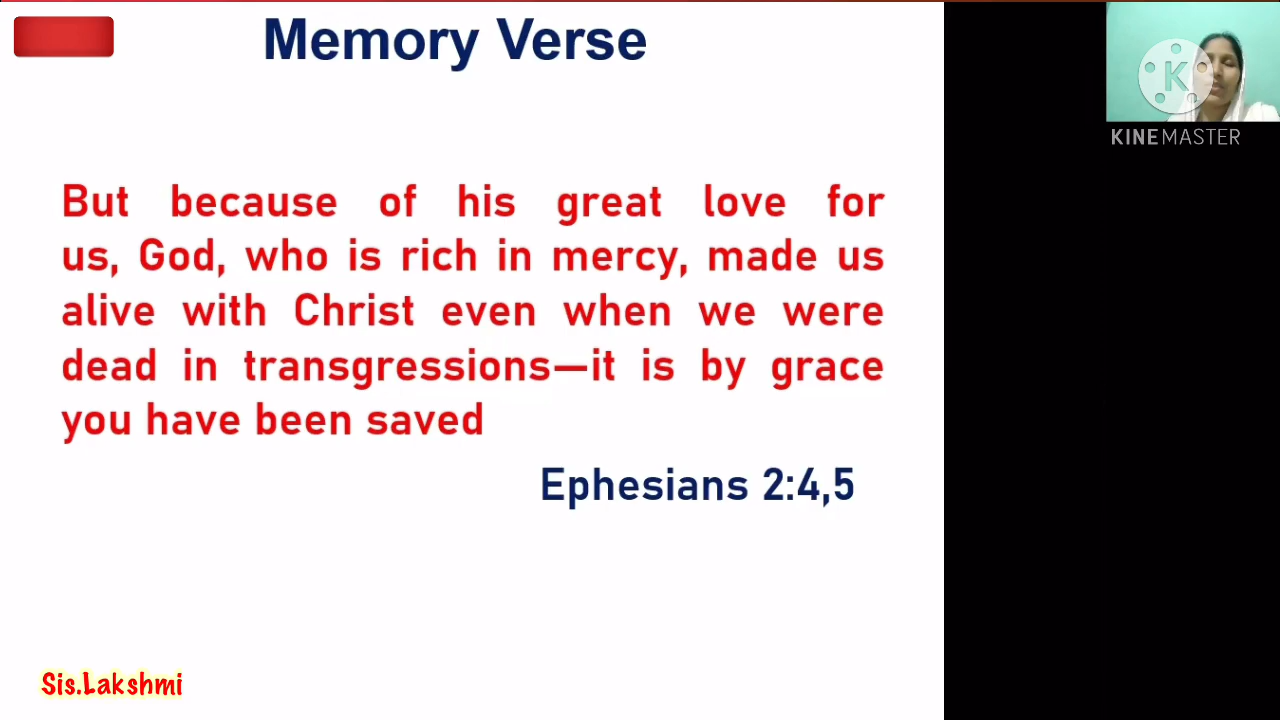 Memory Verse
K
KINEMASTER
But because of his great love for
us, God, who is rich in mercy, made us
alive with Christ even when we were
dead in transgressions—it is by grace
you have been saved
Ephesians 2:4,5
Sis.Lakshmi